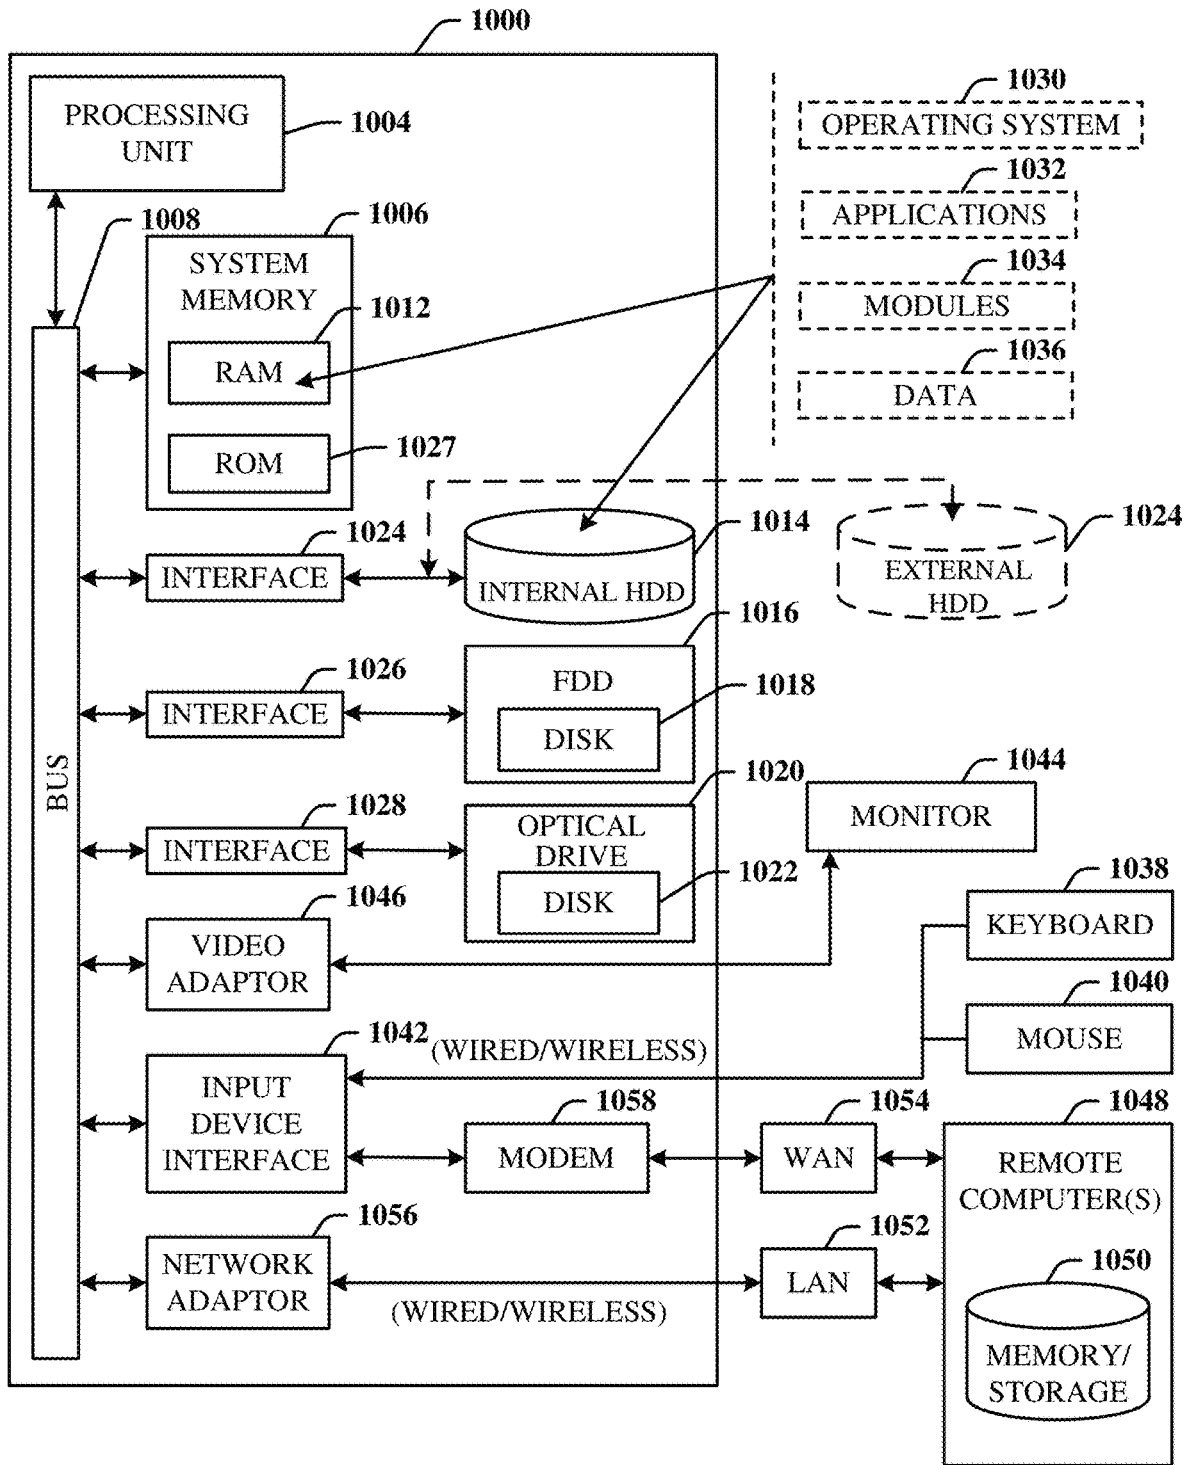 1000
PROCESSING
UNIT
1004
1030
OPERATING SYSTEM
1032
APPLICATIONS
1034
MODULES
1036
DATA
1008
1006
SYSTEM
MEMORY
1012
RAM
ROM
1027
1024
INTERFACE
INTERNAL HDD
1014
EXTERNAL
HDD
1024
1026
INTERFACE
1016
FDD
1018
DISK
BUS
1028
INTERFACE
1020
OPTICAL
DRIVE
1022
DISK
1044
MONITOR
1046
VIDEO
ADAPTOR
1038
KEYBOARD
1040
MOUSE
1042
(WIRED/WIRELESS)
INPUT
DEVICE
INTERFACE
1058
MODEM
1054
WAN
1048
REMOTE
COMPUTER(S)
1056
NETWORK
ADAPTOR
(WIRED/WIRELESS)
1052
LAN
1050
MEMORY/
STORAGE